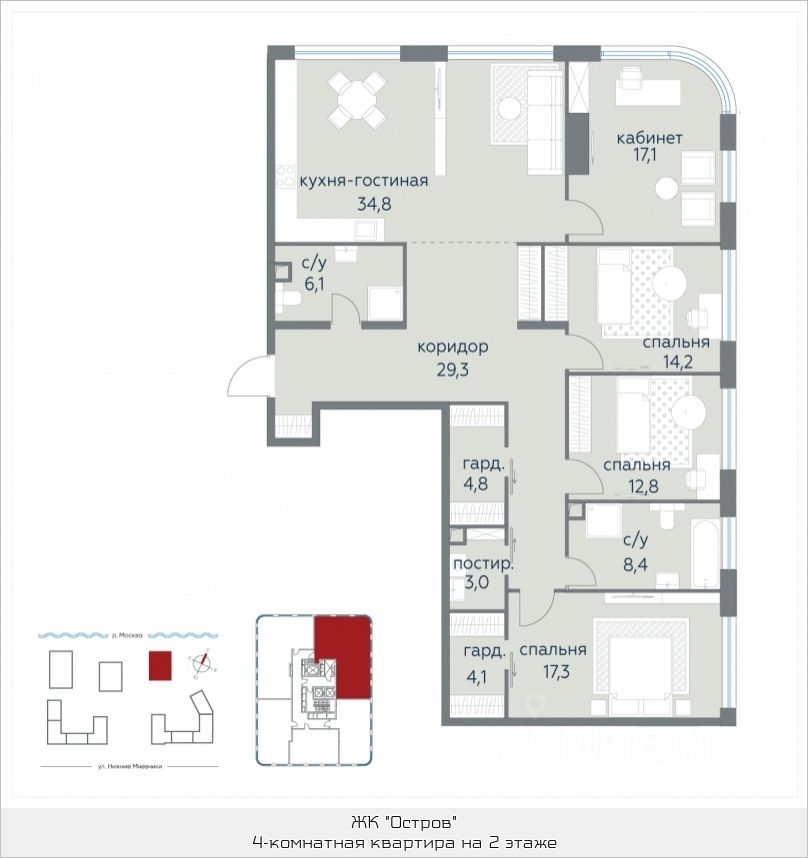 кабинет
17,1
кухня-гостиная
34,8
с/у
6,1
коридор
29,3
спальня
14,2
гард.
4,8
спальня
12,8
с/у
8,4
постир.
3,0
гард.
4,1
спальня
17,3
р. Москва
ул. Нижние Мневники
циан
ЖК "Остров"
4-комнатная квартира на 2 этаже